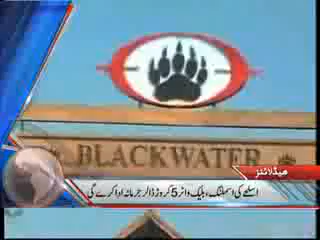 BLACKWATER
ہیڈلائنز
اسلحے کی اسمگلنگ، بلیک واٹر 5 کروڑ ڈالر جرمانہ ادا کرے گی